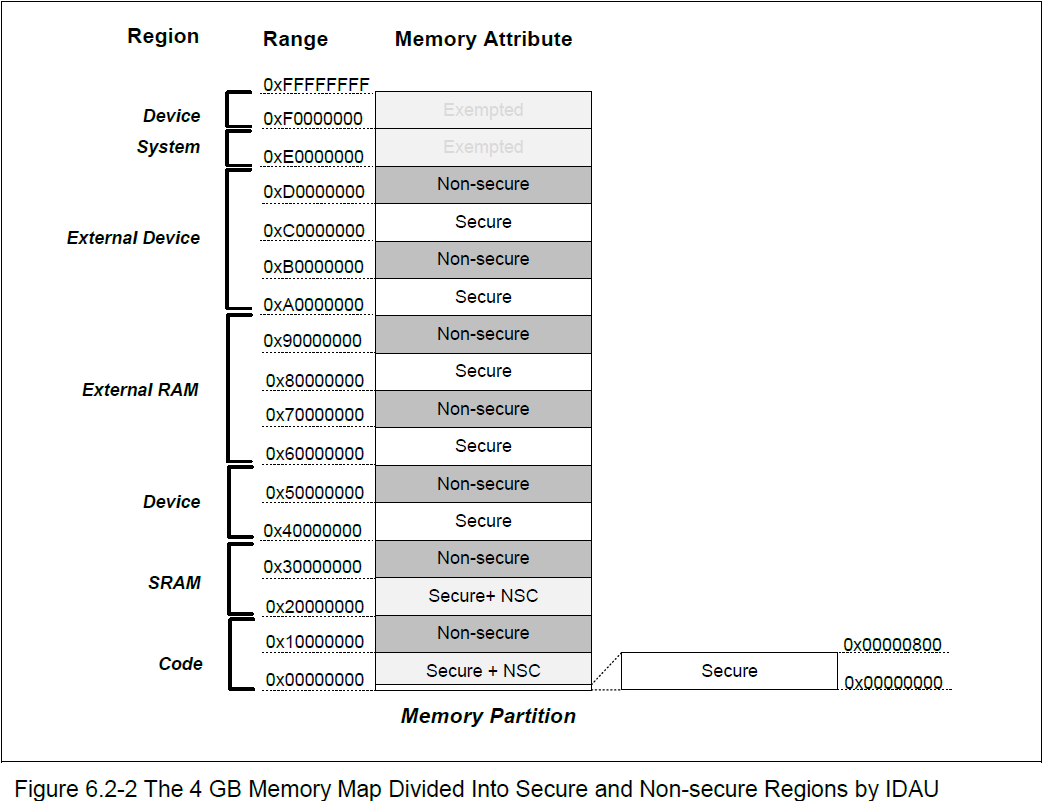 Region Range Memory Attribute
0xFFFFFFFF
Device 0xF0000000 Exempted
System 0xE0000000 Exempted
0xD0000000 Non-secure
External Device 0xC0000000 Secure
0xB0000000 Non-secure
0xA0000000 Secure
0x90000000 Non-secure
External RAM 0x80000000 Secure
0x70000000 Non-secure
0x60000000 Secure
Device 0x50000000 Non-secure
0x40000000 Secure
0x30000000 Non-secure
SRAM 0x20000000 Secure+ NSC
0x10000000 Non-secure 0x00000800
Code 0x00000000 Secure + NSC Secure 0x00000000
Memory Partition
Figure 6.2-2 The 4 GB Memory Map Divided Into Secure and Non-secure Regions by IDAU